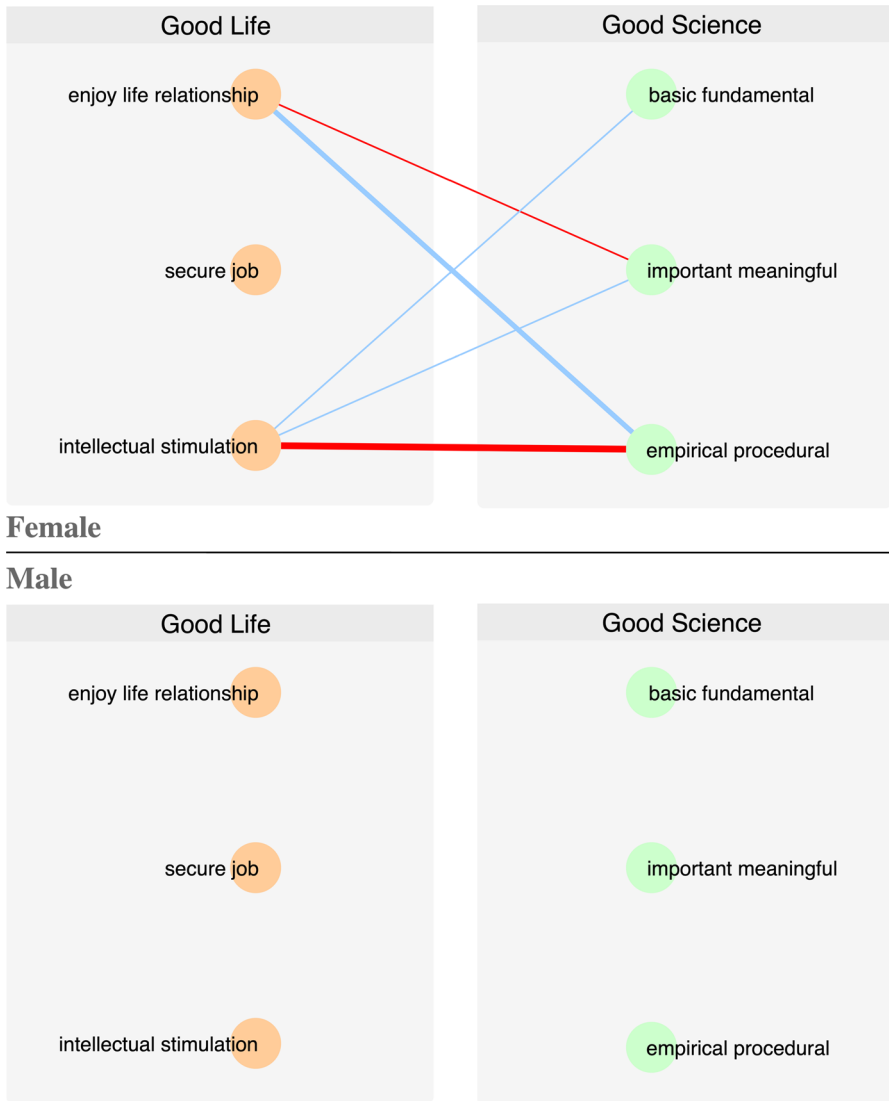 Good Life
Good Science
enjoy life relationship
basic fundamental
secure job
important meaningful
intellectual stimulation
empirical procedural
Female
Male
Good Life
Good Science
enjoy life relationship
basic fundamental
secure job
important meaningful
intellectual stimulation
empirical procedural